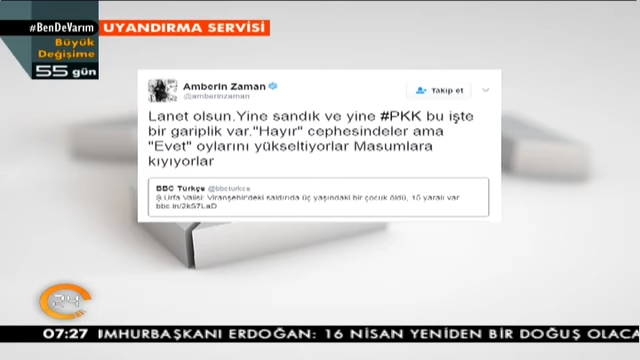 #BenDeVarım
Büyük
Değişime
55 gün
UYANDIRMA SERVİSİ
Amberin Zaman
@amberinzaman
Takip et
Lanet olsun.Yine sandık ve yine #PKK bu işte
bir gariplik var."Hayır" cephesindeler ama
"Evet" oylarını yükseltiyorlar Masumlara
kıyıyorlar
BBC Türkçe @bbcturkce
Ş.Urfa Valisi: Viranşehir'deki saldırıda üç yaşındaki bir çocuk öldü, 15 yaralı var
bbc.in/2kS7LaD
24
07:27 IMHURBAŞKANI ERDOĞAN: 16 NİSAN YENİDEN BİR DOĞUŞ OLACA